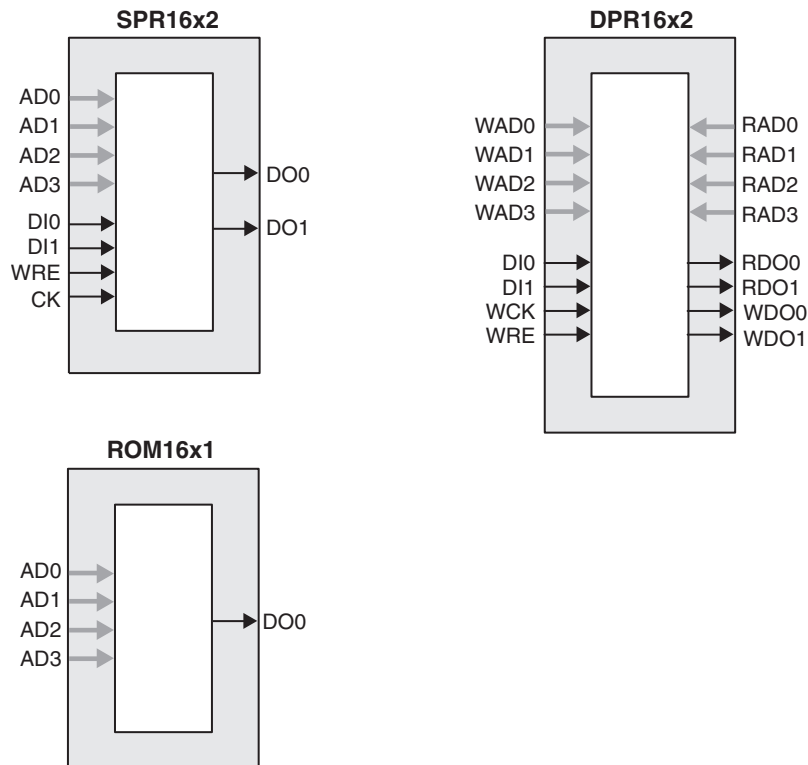 SPR16x2
AD0
AD1
AD2
AD3
DI0
DI1
WRE
CK
DO0
DO1
DPR16x2
WAD0
WAD1
WAD2
WAD3
DI0
DI1
WCK
WRE
RAD0
RAD1
RAD2
RAD3
RDO0
RDO1
WDO0
WDO1
ROM16x1
AD0
AD1
AD2
AD3
DO0